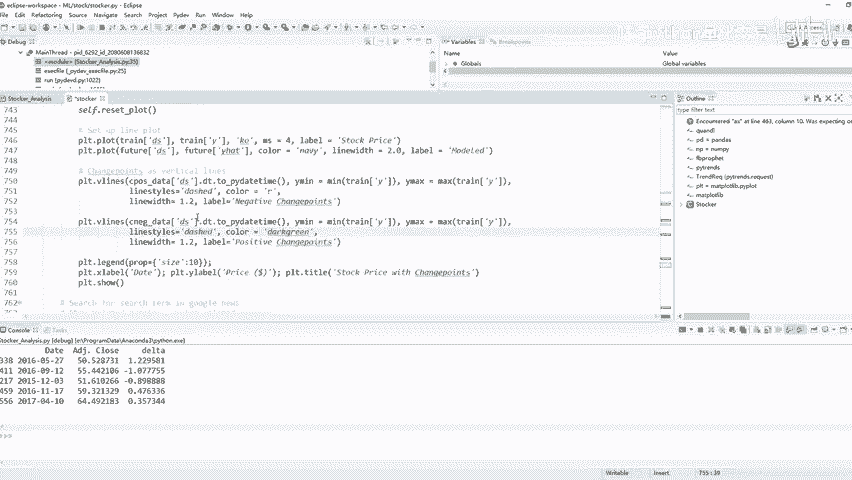 eclipse-workspace - ML/stock/stocker.py - Eclipse
Edit Refactoring Source Navigate Search Project Pydev Run Window Help
Debug
Variables
Breakpoints
MainThread - pid_6292_id_2080608136832
<module> [Stocker_Analysis.py:35]
execfile [_pydev_execfile.py:25]
run [pydevd.py:1022]
Name
Value
Globals
Global variables
Stocker_Analysis
*stocker
Outline
type filter text
Encountered "as" at line 463, column 10. Was expecting o
quandl
pd = pandas
np = numpy
fbprophet
pytrends
TrendReq (pytrends.request)
plt = matplotlib.pyplot
matplotlib
Stocker
743 self.reset_plot()
744
745 # Set up line plot
746 plt.plot(train['ds'], train['y'], 'ko', ms = 4, label = 'Stock Price')
747 plt.plot(future['ds'], future['yhat'], color = 'navy', linewidth = 2.0, label = 'Modeled')
748
749 # Changepoints as vertical lines
750 plt.vlines(cpos_data['ds'].dt.to_pydatetime(), ymin = min(train['y']), ymax = max(train['y']),
751 linestyles='dashed', color = 'r',
752 linewidth= 1.2, label='Negative Changepoints')
753
754 plt.vlines(cneg_data['ds'].dt.to_pydatetime(), ymin = min(train['y']), ymax = max(train['y']),
755 linestyles='dashed', color = 'darkgreen',
756 linewidth= 1.2, label='Positive Changepoints')
757
758 plt.legend(prop={'size':10});
759 plt.xlabel('Date'); plt.ylabel('Price ($)'); plt.title('Stock Price with Changepoints')
760 plt.show()
761
762 # Search for search term in google news
Console
Tasks
Stocker_Analysis.py [debug] [e:\ProgramData\Anaconda3\python.exe]
Date Adj. Close delta
338 2016-05-27 50.528731 1.229581
411 2016-09-12 55.442106 -1.077755
217 2015-12-03 51.610266 -0.898888
459 2016-11-17 59.321329 0.476336
556 2017-04-10 64.492183 0.357344
Writable
Insert
755 : 39